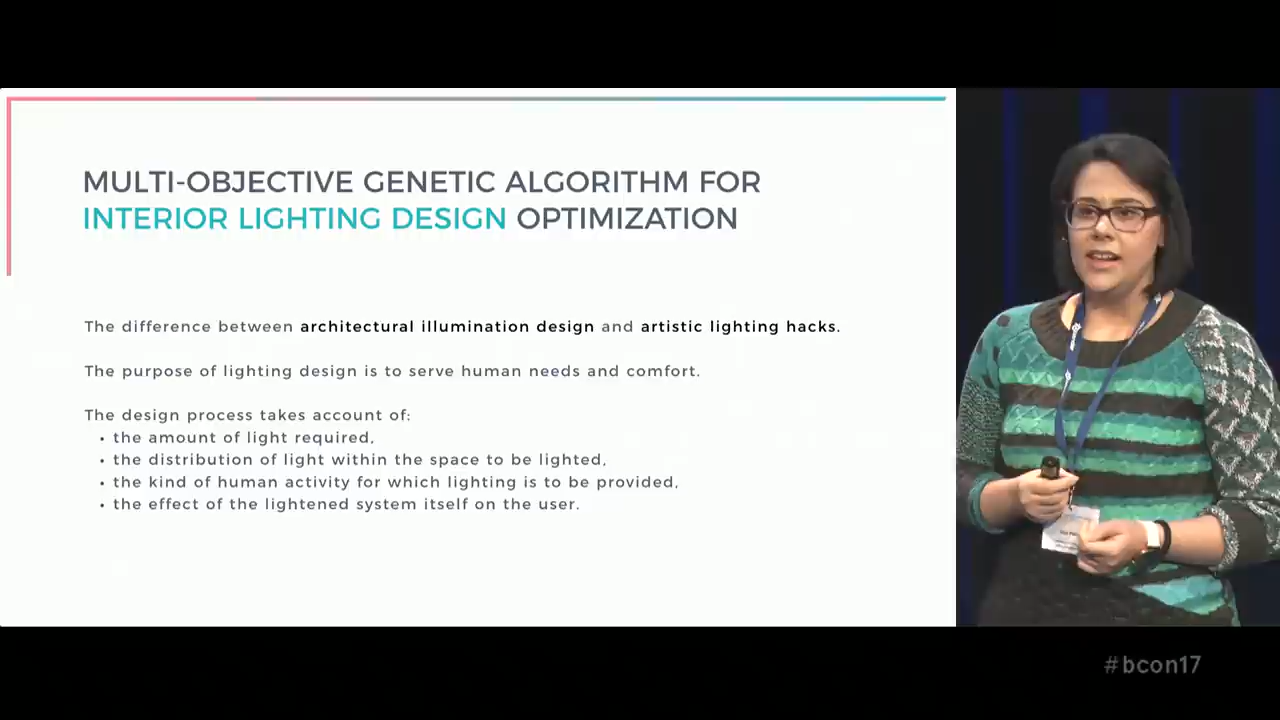 MULTI-OBJECTIVE GENETIC ALGORITHM FOR
INTERIOR LIGHTING DESIGN OPTIMIZATION
The difference between architectural illumination design and artistic lighting hacks.
The purpose of lighting design is to serve human needs and comfort.
The design process takes account of:
• the amount of light required,
• the distribution of light within the space to be lighted,
• the kind of human activity for which lighting is to be provided,
• the effect of the lightened system itself on the user.
#bcon17